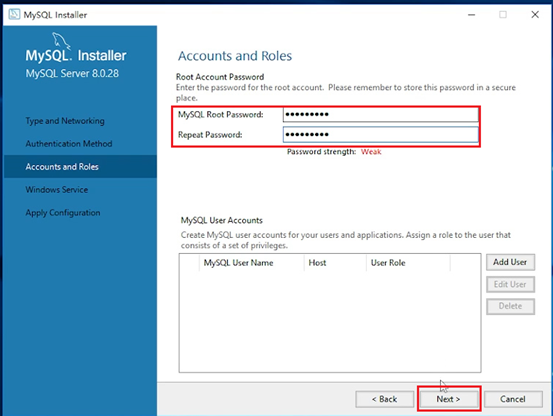 MySQL Installer
MySQL. Installer
MySQL Server 8.0.28
Type and Networking
Authentication Method
Accounts and Roles
Windows Service
Apply Configuration
Accounts and Roles
Root Account Password
Enter the password for the root account. Please remember to store this password in a secure
place.
MySQL Root Password: •••••••••
Repeat Password: •••••••••
Password strength: Weak
MySQL User Accounts
Create MySQL user accounts for your users and applications. Assign a role to the user that
consists of a set of privileges.
MySQL User Name Host User Role
Add User
Edit User
Delete
< Back Next > Cancel